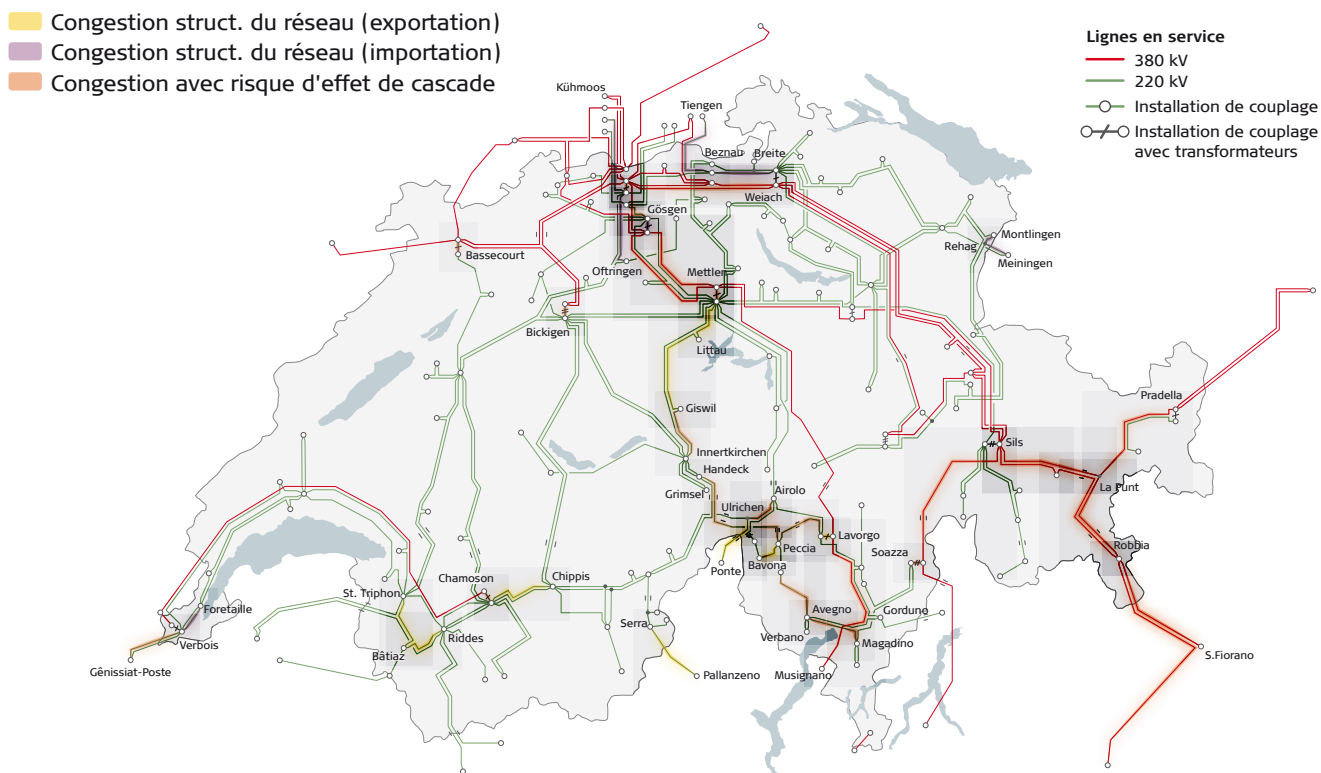 Congestion struct. du réseau (exportation)
Congestion struct. du réseau (importation)
Congestion avec risque d'effet de cascade
Lignes en service
380 kV
220 kV
Installation de couplage
Installation de couplage
avec transformateurs
Kühmoos
Tiengen
Beznau
Breite
Weiach
Gösgen
Bassecourt
Oftringen
Mettlen
Rehag
Montlingen
Meiningen
Bickigen
Littau
Pradella
Giswil
Sils
Innertkirchen
Handeck
La Punt
Grimsel
Airolo
Ulrichen
Lavorgo
Peccia
Soazza
Robbia
Ponte
Bavona
Chamoson
Chippis
St. Triphon
Foretaille
Avegno
Gorduno
Serra
Verbano
Riddes
Verbois
Magadino
Bâtiaz
S.Fiorano
Gênissiat-Poste
Pallanzeno
Musignano